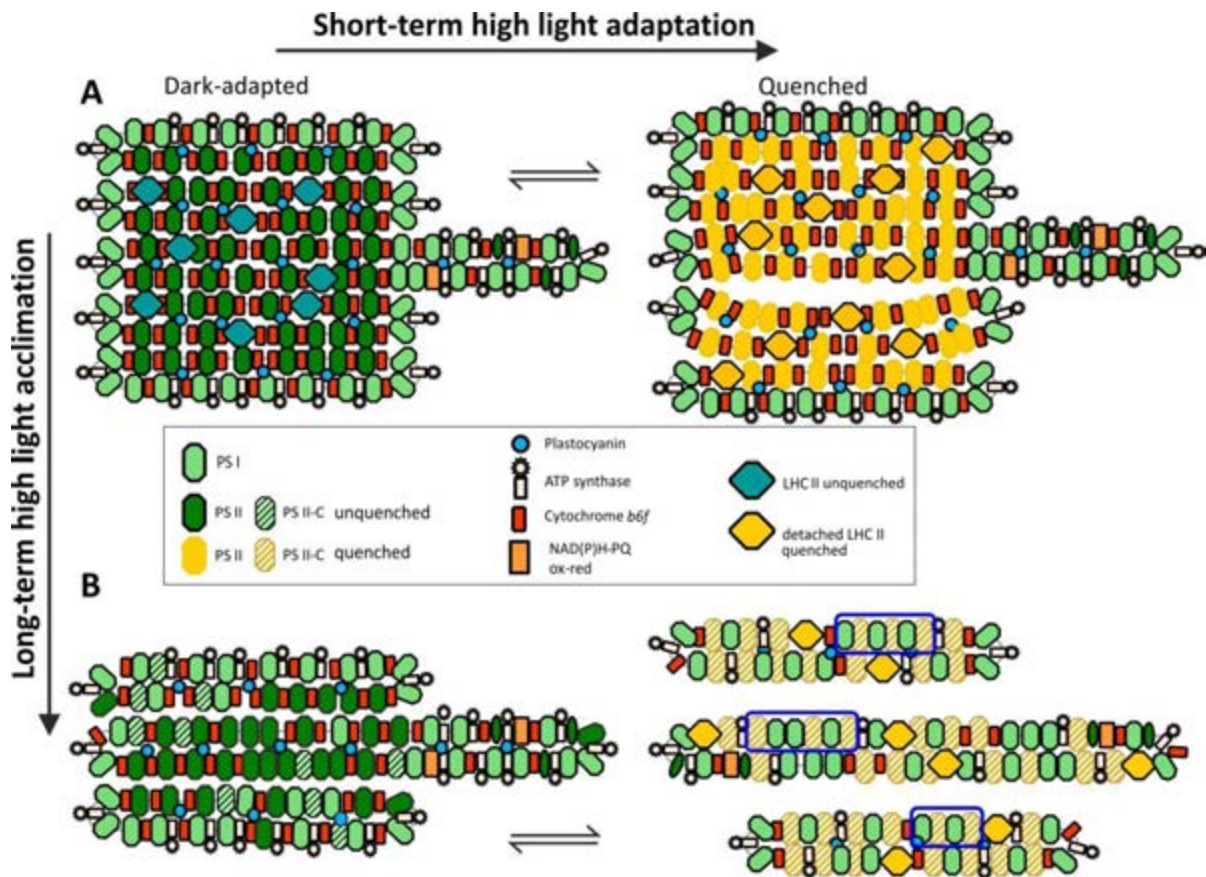 Short-term high light adaptation
Dark-adapted
Quenched
A
Long-term high light acclimation
PS I
PS II
PS II-C
unquenched
PS II
PS II-C
quenched
Plastocyanin
ATP synthase
Cytochrome b6f
NAD(P)H-PQ
ox-red
LHC II unquenched
detached LHC II
quenched
B